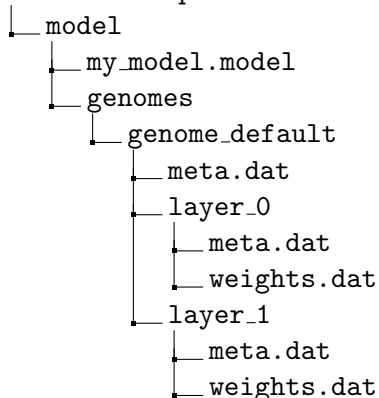 model
my_model.model
genomes
genome_default
meta.dat
layer_0
meta.dat
weights.dat
layer_1
meta.dat
weights.dat